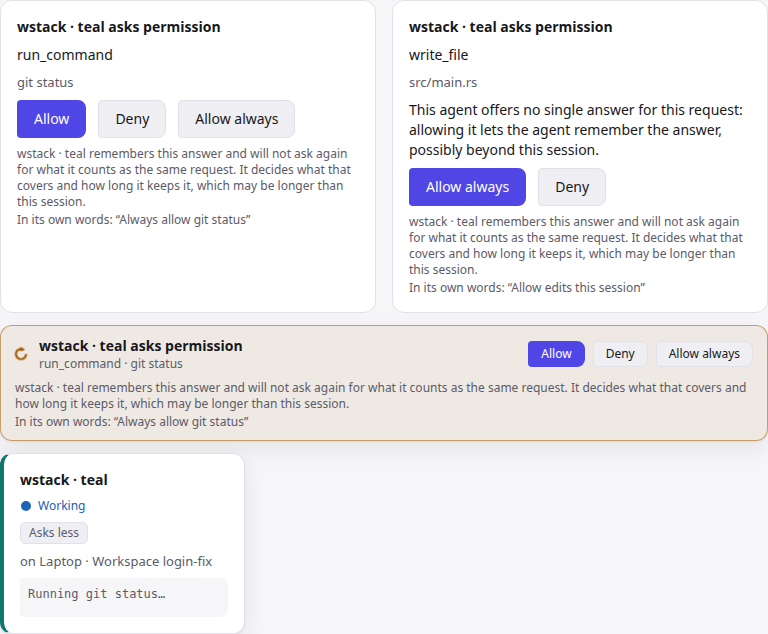 wstack · teal asks permission
run_command
git status
Allow
Deny
Allow always
wstack · teal remembers this answer and will not ask again
for what it counts as the same request. It decides what that
covers and how long it keeps it, which may be longer than
this session.
In its own words: “Always allow git status”
wstack · teal asks permission
write_file
src/main.rs
This agent offers no single answer for this request:
allowing it lets the agent remember the answer,
possibly beyond this session.
Allow always
Deny
wstack · teal remembers this answer and will not ask again
for what it counts as the same request. It decides what that
covers and how long it keeps it, which may be longer than
this session.
In its own words: “Allow edits this session”
wstack · teal asks permission
run_command · git status
Allow
Deny
Allow always
wstack · teal remembers this answer and will not ask again for what it counts as the same request. It decides what that covers and
how long it keeps it, which may be longer than this session.
In its own words: “Always allow git status”
wstack · teal
Working
Asks less
on Laptop · Workspace login-fix
Running git status…